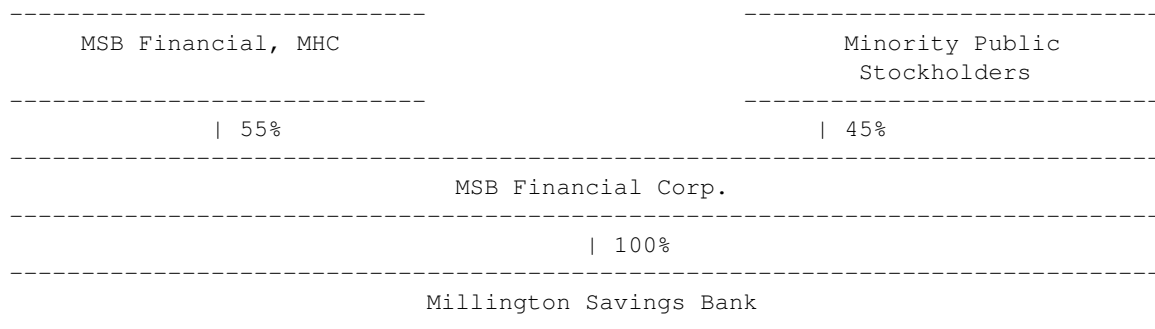 MSB Financial, MHC Minority Public
Stockholders
| 55% | 45%
MSB Financial Corp.
| 100%
Millington Savings Bank